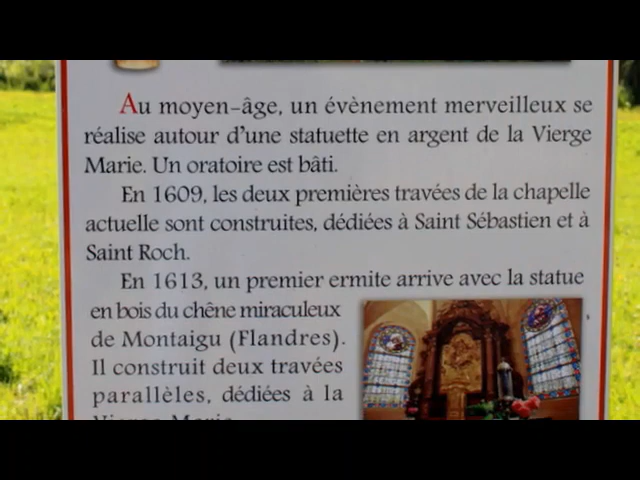 Au moyen-âge, un évènement merveilleux se
réalise autour d'une statuette en argent de la Vierge
Marie. Un oratoire est bâti.
En 1609, les deux premières travées de la chapelle
actuelle sont construites, dédiées à Saint Sébastien et à
Saint Roch.
En 1613, un premier ermite arrive avec la statue
en bois du chêne miraculeux
de Montaigu (Flandres).
Il construit deux travées
parallèles, dédiées à la
Vierge Marie